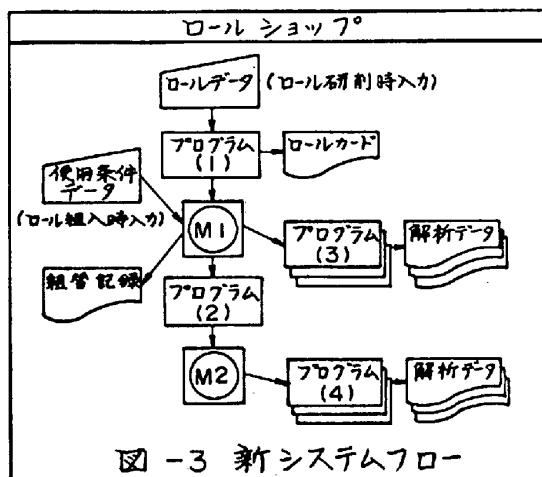 ロール ショップ
ロールデータ
(ロール研削時入力)
プログラム
(1)
ロールカード
使用条件
データ
(ロール組入時入力)
M1
プログラム
(3)
解析データ
組替記録
プログラム
(2)
M2
プログラム
(4)
解析データ
図-3 新システムフロー